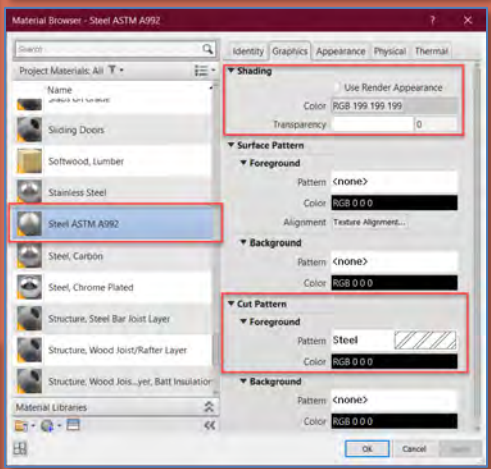 Material Browser - Steel ASTM A992
? ×
Search
Identity Graphics Appearance Physical Thermal
Project Materials: All
Name
Slabs On Grade
Sliding Doors
Softwood, Lumber
Stainless Steel
Steel ASTM A992
Steel, Carbon
Steel, Chrome Plated
Structure, Steel Bar Joist Layer
Structure, Wood Joist/Rafter Layer
Structure, Wood Jois...yer, Batt Insulation
Material Libraries
▼ Shading
Use Render Appearance
Color RGB 199 199 199
Transparency 0
▼ Surface Pattern
▼ Foreground
Pattern <none>
Color RGB 0 0 0
Alignment Texture Alignment...
▼ Background
Pattern <none>
Color RGB 0 0 0
▼ Cut Pattern
▼ Foreground
Pattern Steel
Color RGB 0 0 0
▼ Background
Pattern <none>
Color RGB 0 0 0
OK Cancel Apply